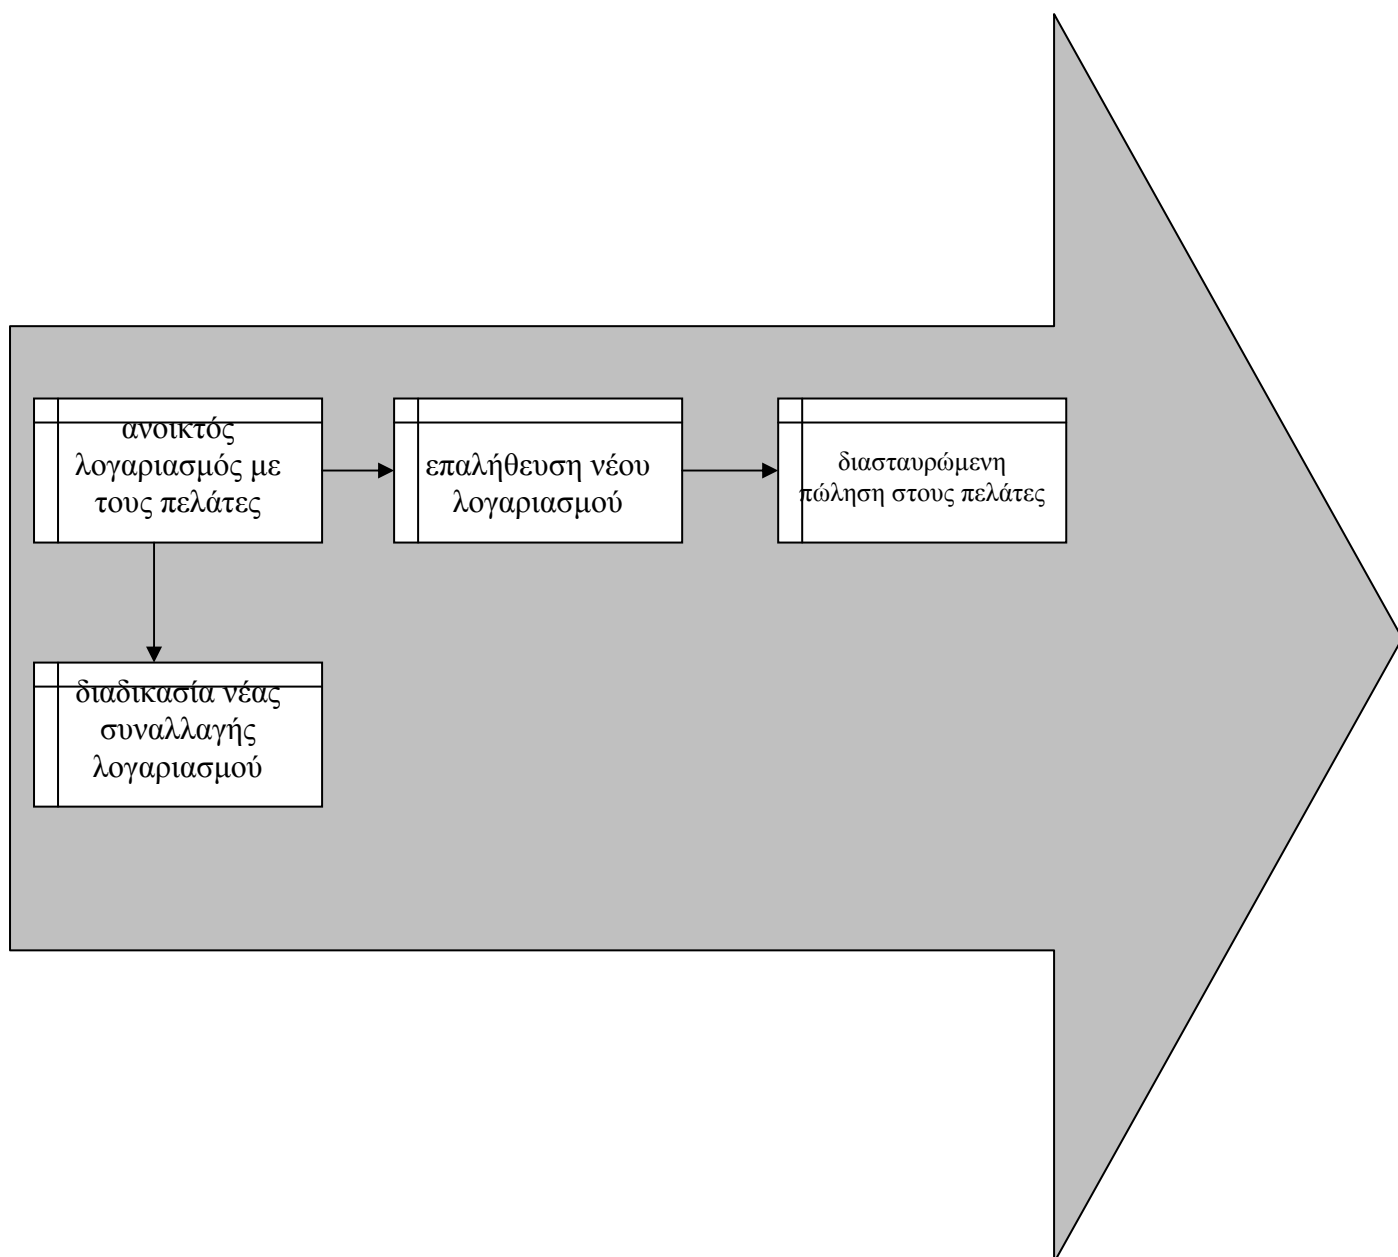 ανοικτός
λογαριασμός με
τους πελάτες
επαλήθευση νέου
λογαριασμού
διασταυρώμενη
πώληση στους πελάτες
διαδικασία νέας
συναλλαγής
λογαριασμού